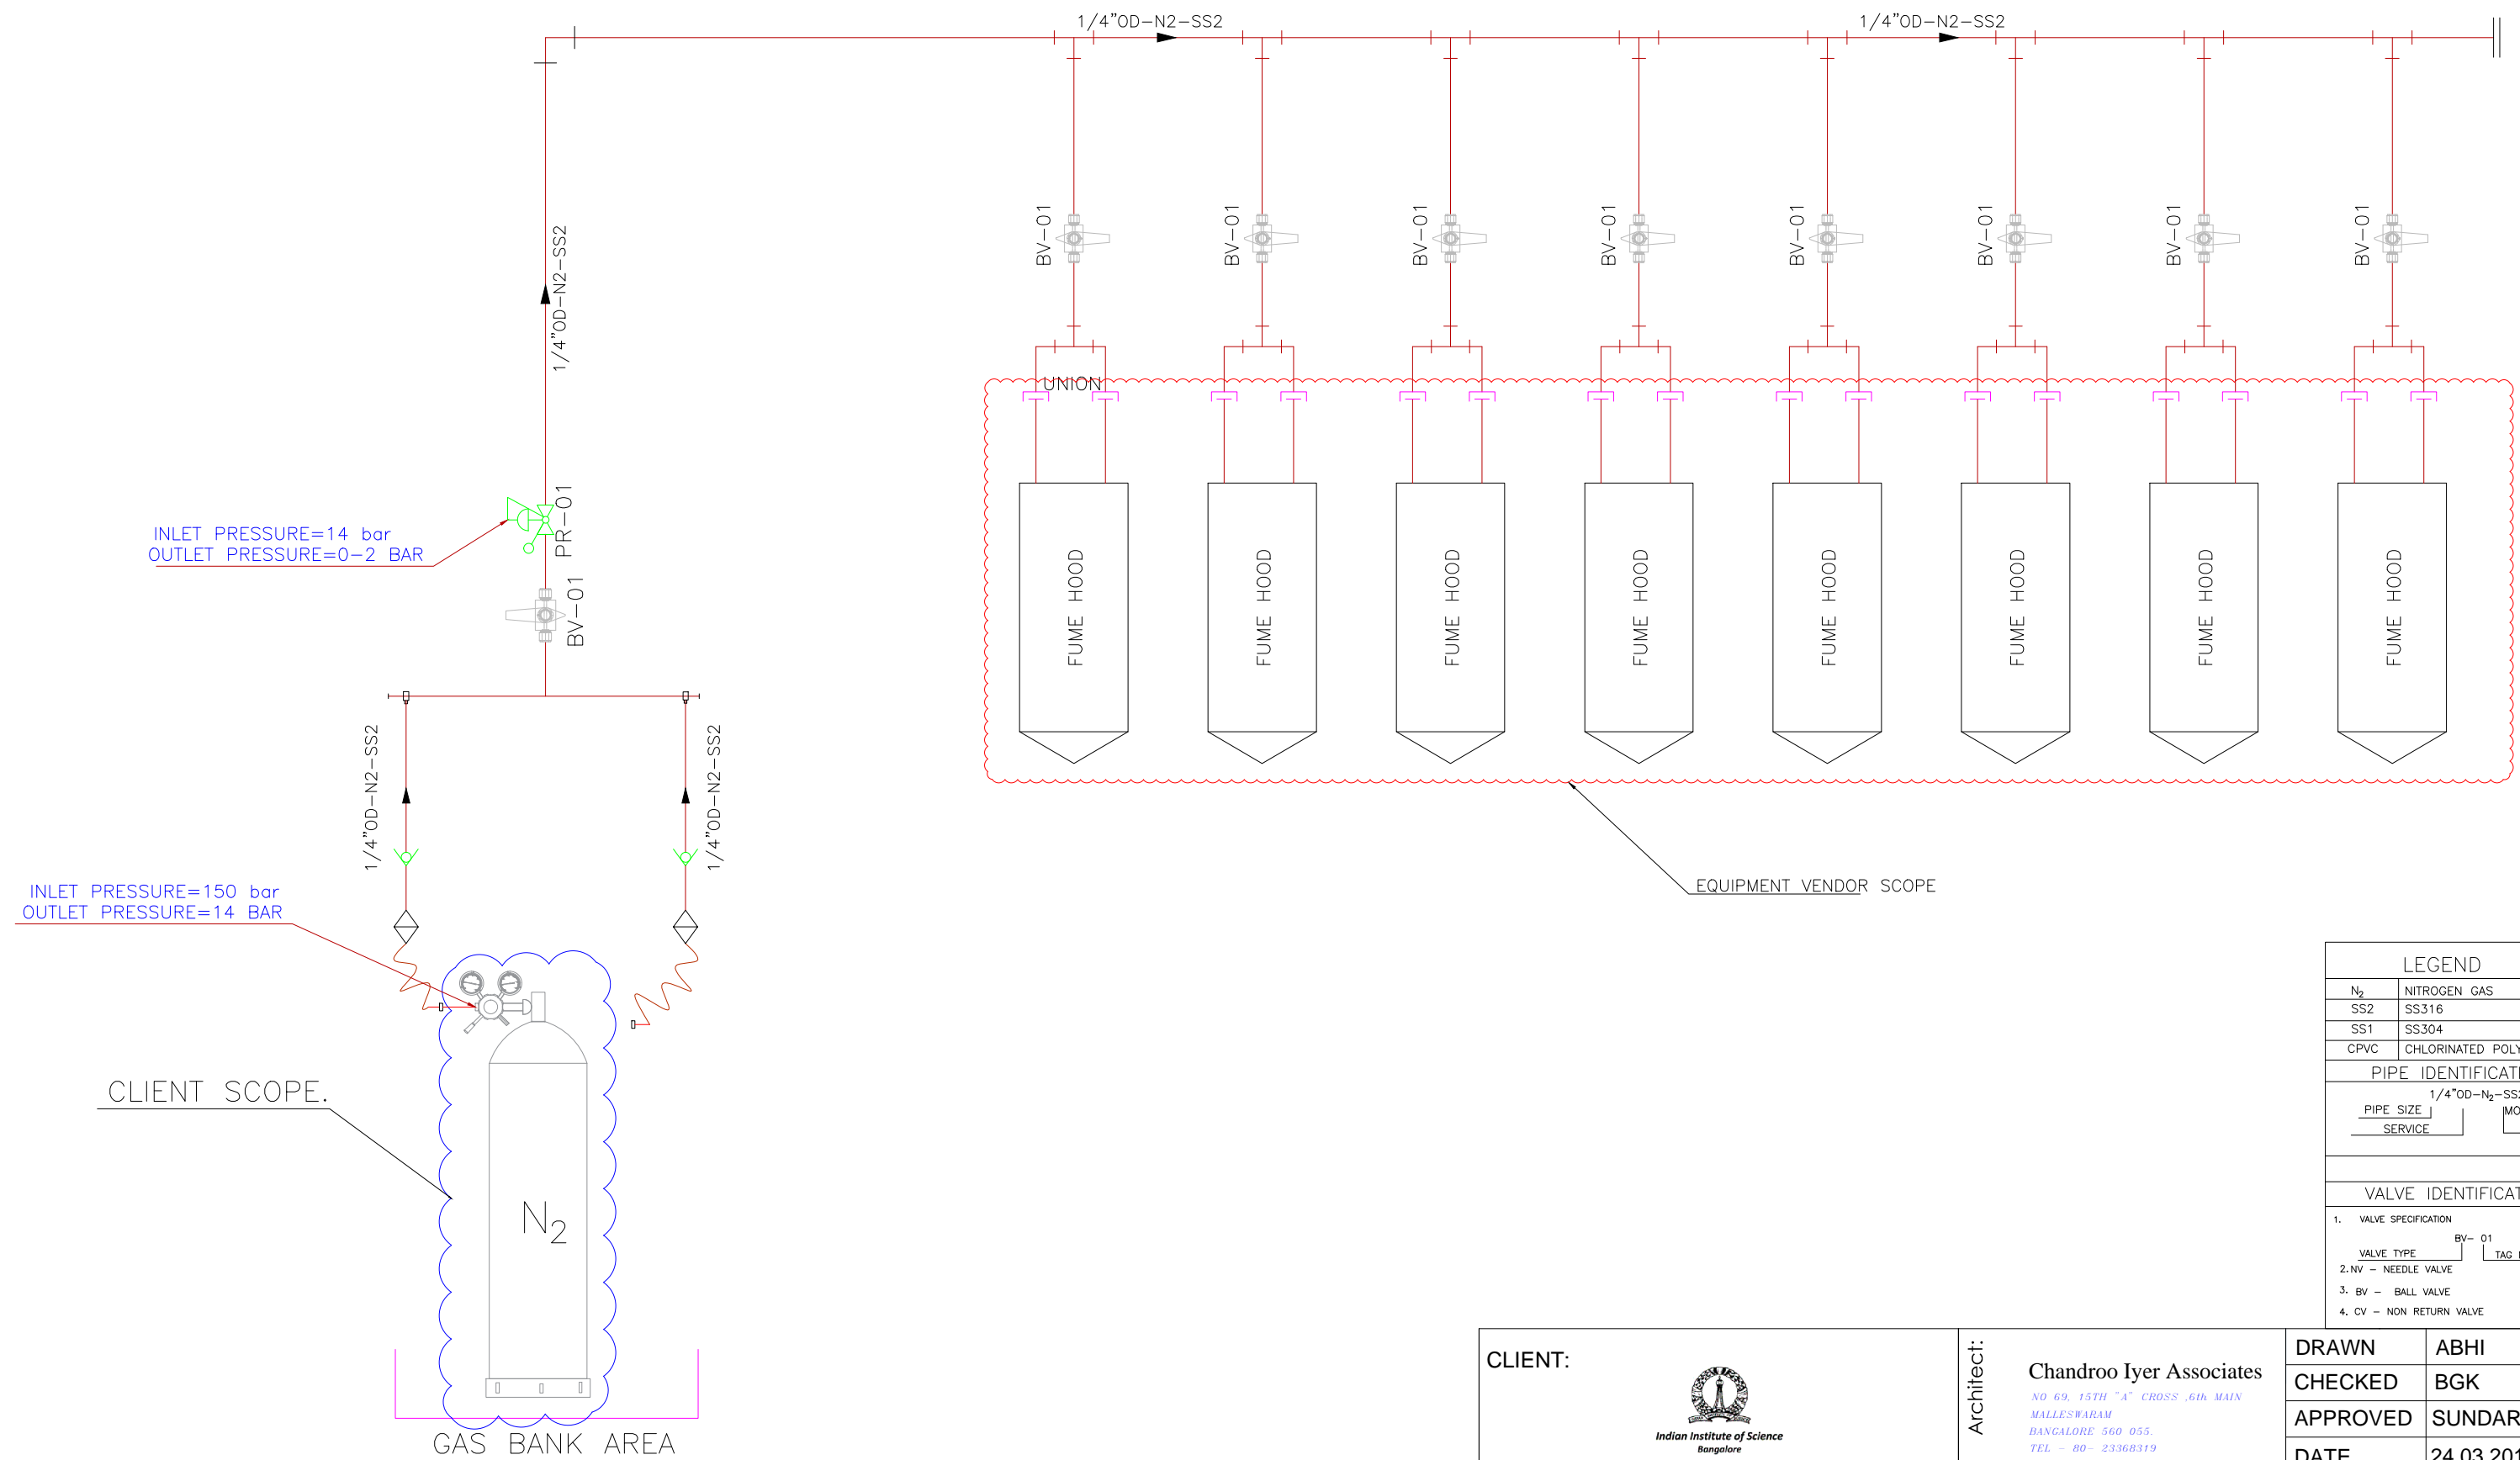 1/4"OD-N2-SS2
1/4"OD-N2-SS2
1/4"OD-N2-SS2
BV-01
BV-01
BV-01
BV-01
BV-01
BV-01
BV-01
BV-01
UNION
INLET PRESSURE=14 bar
OUTLET PRESSURE=0-2 BAR
PR-01
BV-01
FUME HOOD
FUME HOOD
FUME HOOD
FUME HOOD
FUME HOOD
FUME HOOD
FUME HOOD
FUME HOOD
1/4"OD-N2-SS2
1/4"OD-N2-SS2
EQUIPMENT VENDOR SCOPE
INLET PRESSURE=150 bar
OUTLET PRESSURE=14 BAR
CLIENT SCOPE.
N2
GAS BANK AREA
LEGEND
N2 NITROGEN GAS
SS2 SS316
SS1 SS304
CPVC CHLORINATED POLY
PIPE IDENTIFICATI
1/4"OD-N2-SS2
PIPE SIZE MO
SERVICE
VALVE IDENTIFICAT
1. VALVE SPECIFICATION
BV- 01
VALVE TYPE TAG
2. NV - NEEDLE VALVE
3. BV - BALL VALVE
4. CV - NON RETURN VALVE
CLIENT:
Indian Institute of Science
Bangalore
Architect:
Chandroo Iyer Associates
NO 69, 15TH "A" CROSS ,6th MAIN
MALLESWARAM
BANGALORE 560 055.
TEL - 80- 23368319
DRAWN ABHI
CHECKED BGK
APPROVED SUNDAR
DATE 24.03.201